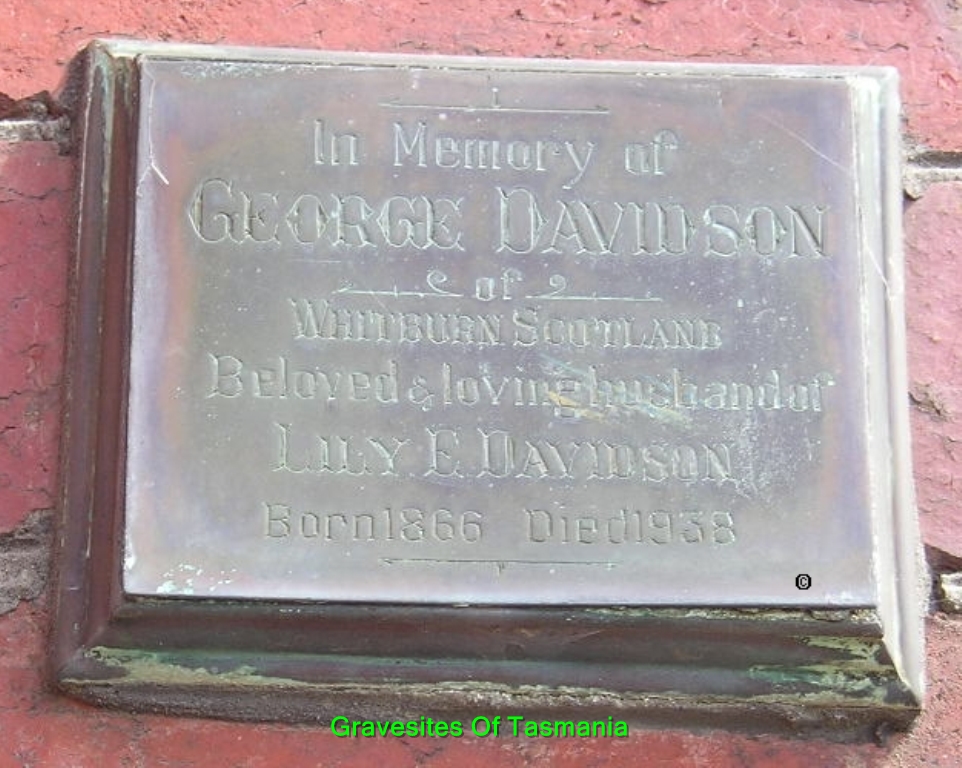 In Memory of
GEORGE DAVIDSON
of
WHITBURN SCOTLAND
Beloved & loving husband of
LILY E DAVIDSON
Born 1866 Died 1938
©
Gravesites Of Tasmania